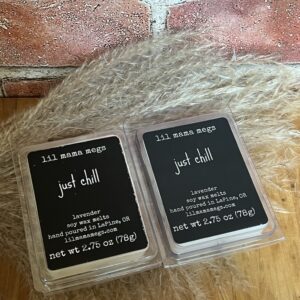 lil mama megs
just chill
lavender
soy wax melts
hand poured in LaPine, OR
lilmamamegs.com
net wt 2.75 oz (78g)
lil mama megs
just chill
lavender
soy wax melts
hand poured in LaPine, OR
lilmamamegs.com
net wt 2.75 oz (78g)